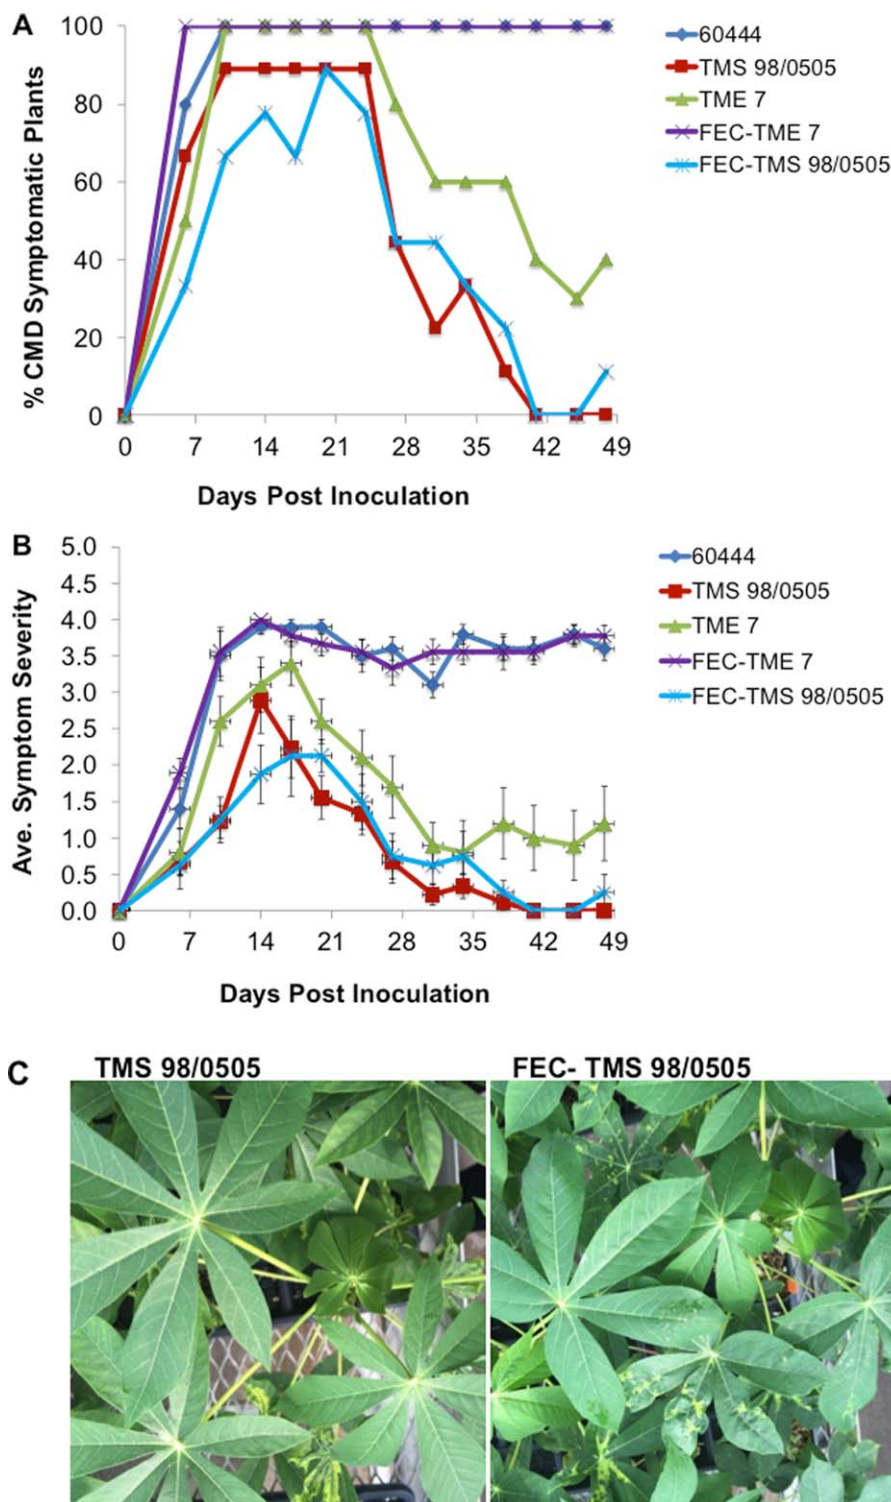 A
% CMD Symptomatic Plants
100
80
60
40
20
0
0 7 14 21 28 35 42 49
Days Post Inoculation
60444
TMS 98/0505
TME 7
FEC-TME 7
FEC-TMS 98/0505
B
Ave. Symptom Severity
5.0
4.5
4.0
3.5
3.0
2.5
2.0
1.5
1.0
0.5
0.0
0 7 14 21 28 35 42 49
Days Post Inoculation
60444
TMS 98/0505
TME 7
FEC-TME 7
FEC-TMS 98/0505
C
TMS 98/0505
FEC- TMS 98/0505